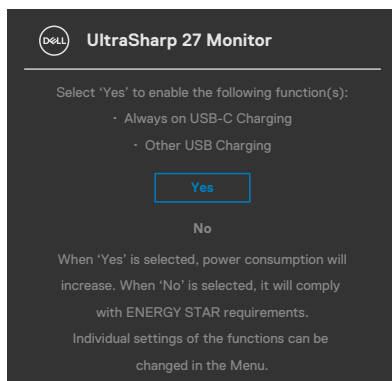 DELL
UltraSharp 27 Monitor
Select ‘Yes’ to enable the following function(s):
· Always on USB-C Charging
· Other USB Charging
Yes
No
When ‘Yes’ is selected, power consumption will
increase. When ‘No’ is selected, it will comply
with ENERGY STAR requirements.
Individual settings of the functions can be
changed in the Menu.